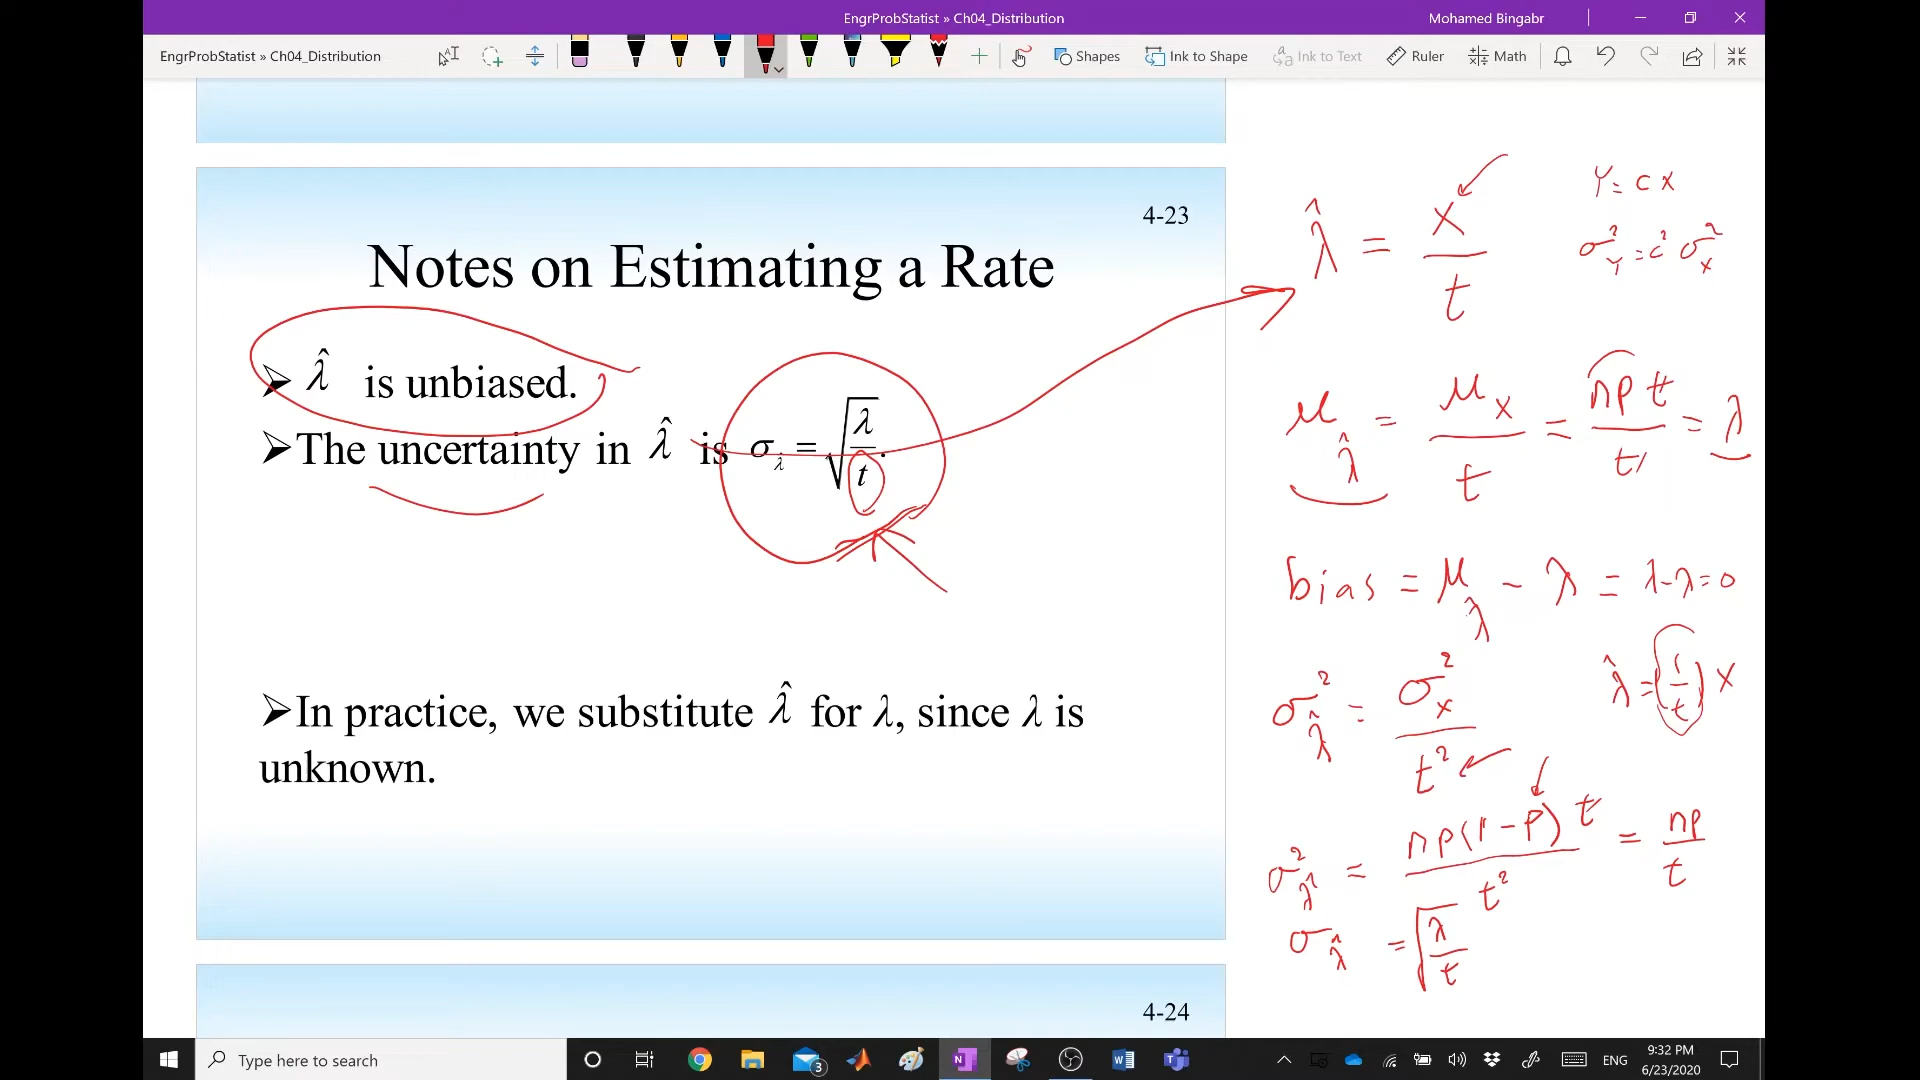 EngrProbStatist » Ch04_Distribution
Mohamed Bingabr
EngrProbStatist » Ch04_Distribution
Shapes
Ink to Shape
Ink to Text
Ruler
Math
4-23
Notes on Estimating a Rate
➢ λ̂ is unbiased.
➢The uncertainty in λ̂ is σ_λ̂ = √(λ/t).
➢In practice, we substitute λ̂ for λ, since λ is
unknown.
4-24
λ̂ = X/t
Y = cX
σ²_Y = c² σ²_X
μ_λ̂ = μ_X/t = npt/t = λ
bias = μ_λ̂ - λ = λ-λ=0
λ̂ = (1/t) X
σ²_λ̂ = σ²_X/t²
σ²_λ̂ = np(1-p)t/t² = np/t
σ_λ̂ = √(λ/t)
Type here to search
3
ENG
9:32 PM
6/23/2020